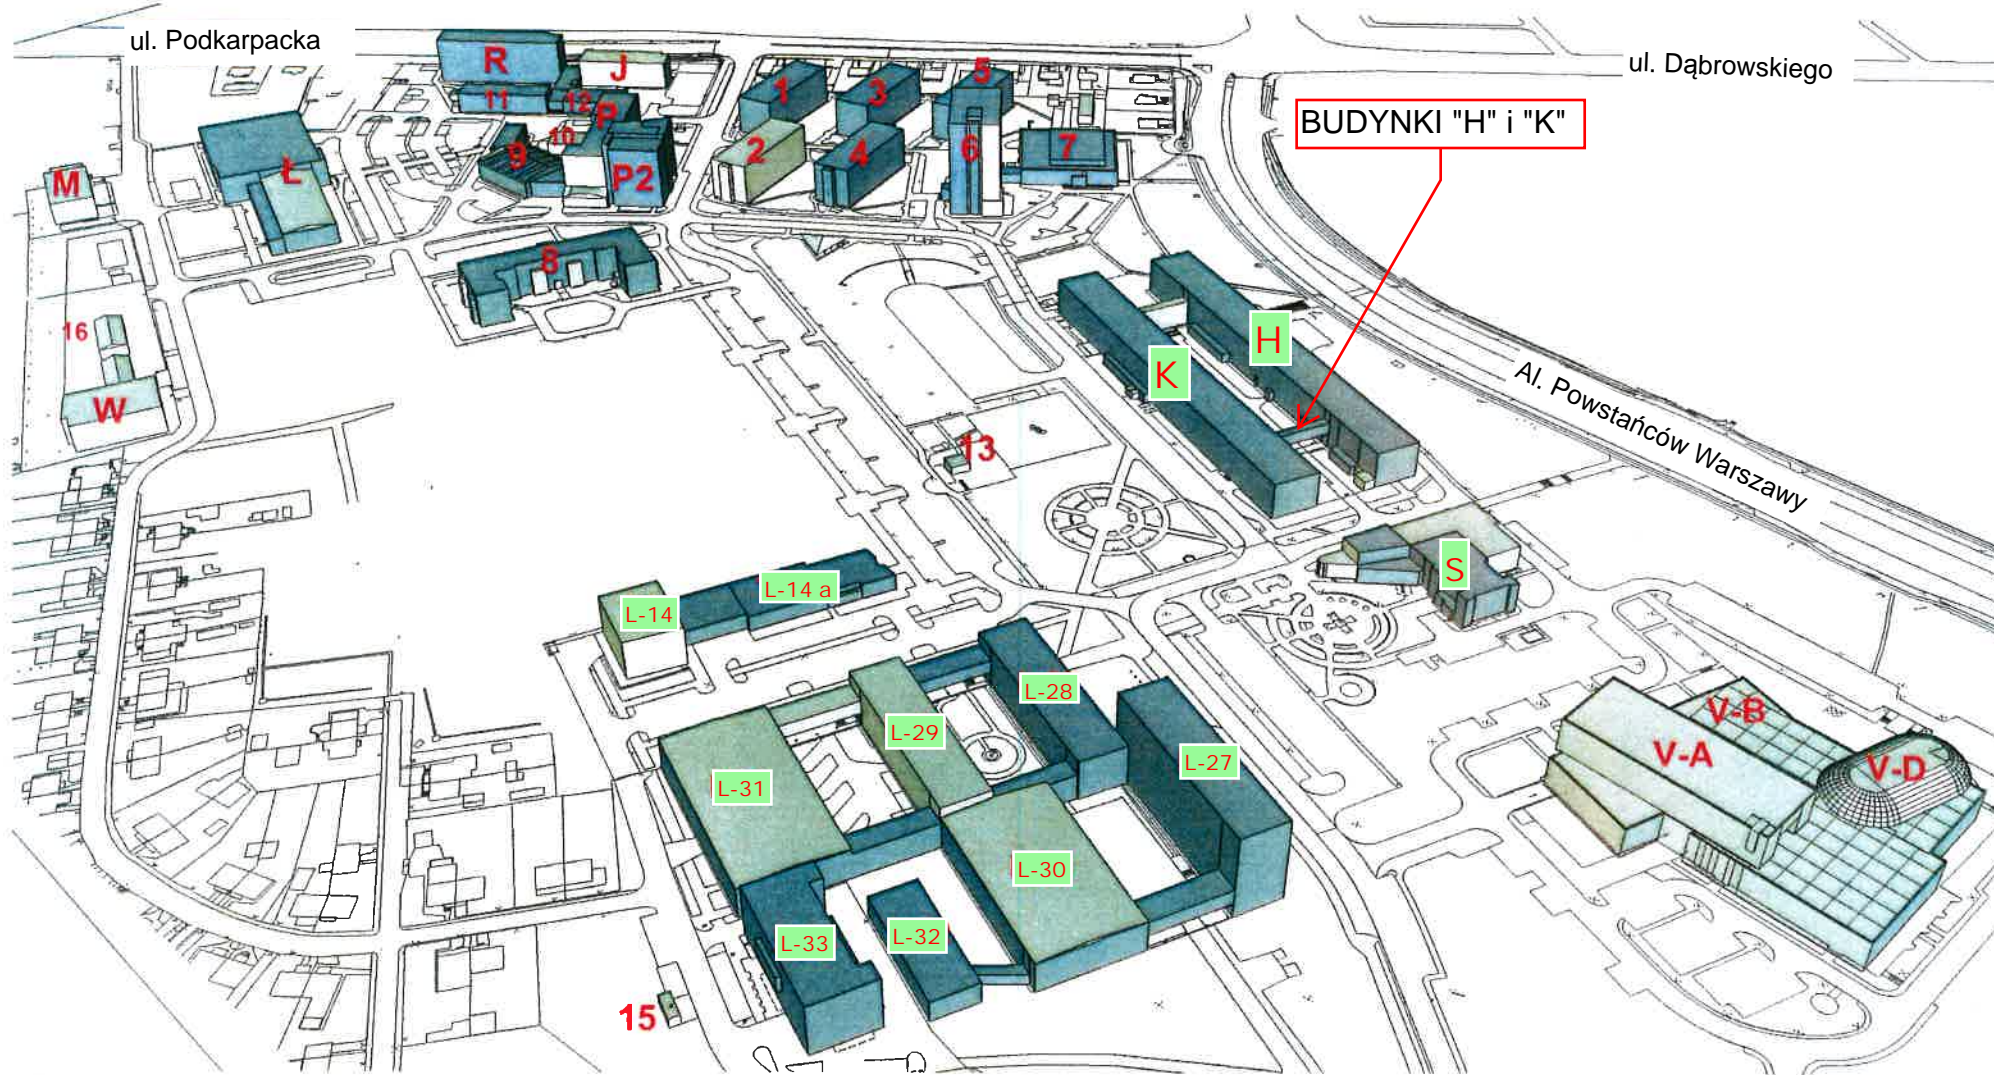 ul. Podkarpacka
R
J
ul. Dąbrowskiego
11
12
P
10
9
P2
1
3
5
2
4
6
7
BUDYNKI "H" i "K"
M
Ł
8
16
W
K
H
Al. Powstańców Warszawy
13
S
L-14
L-14 a
L-28
L-29
L-27
L-31
L-30
L-33
L-32
V-B
V-A
V-D
15